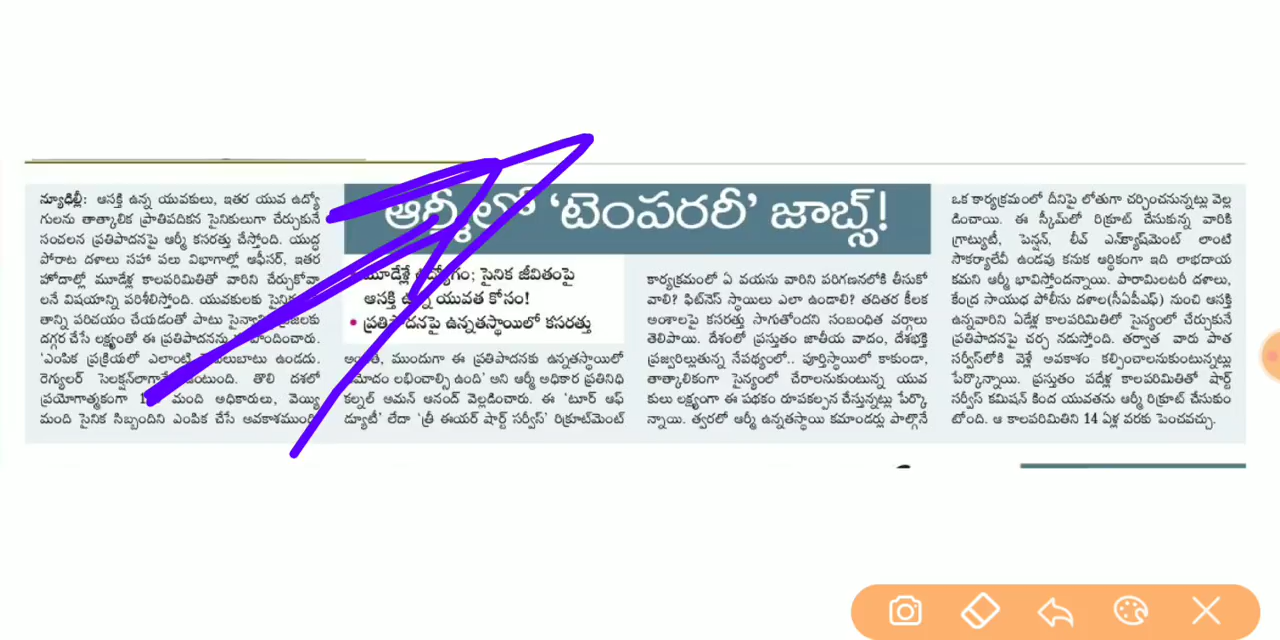 ఆర్మీలో ‘టెంపరరీ’ జాబ్స్!
న్యూఢిల్లీ: ఆసక్తి ఉన్న యువకులు, ఇతర యువ ఉద్యో
గులను తాత్కాలిక ప్రాతిపదికన సైనికులుగా చేర్చుకునే
సంచలన ప్రతిపాదనపై ఆర్మీ కసరత్తు చేస్తోంది. యుద్ధ
పోరాట దళాలు సహా పలు విభాగాల్లో ఆఫీసర్, ఇతర
హోదాల్లో మూడేళ్ల కాలపరిమితితో వారిని చేర్చుకోవా
లనే విషయాన్ని పరిశీలిస్తోంది. యువకులకు
తాన్ని పరిచయం చేయడంతో పాటు
దగ్గర చేసే లక్ష్యంతో ఈ ప్రతిపాదనను
‘ఎంపిక ప్రక్రియలో ఎలాంటి ఉండదు.
రెగ్యులర్ తొలి దశలో
ప్రయోగాత్మకంగా మంది అధికారులు, వెయ్యి
మంది సైనిక సిబ్బందిని ఎంపిక చేసే
మూడేళ్లే ఉద్యోగం; సైనిక జీవితంపై
ఆసక్తి ఉన్న యువత కోసం!
• ప్రతిపాదనపై ఉన్నతస్థాయిలో కసరత్తు
ముందుగా ఈ ప్రతిపాదనకు ఉన్నతస్థాయిలో
లభించాల్సి ఉంది’ అని ఆర్మీ అధికార ప్రతినిధి
కల్నల్ అమన్ ఆనంద్ వెల్లడించారు. ఈ ‘టూర్ ఆఫ్
డ్యూటీ’ లేదా ‘త్రీ ఈయర్ షార్ట్ సర్వీస్’ రిక్రూట్‌మెంట్
కార్యక్రమంలో ఏ వయసు వారిని పరిగణనలోకి తీసుకో
వాలి? ఫిట్‌నెస్ స్థాయిలు ఎలా ఉండాలి? తదితర కీలక
అంశాలపై కసరత్తు సాగుతోందని సంబంధిత వర్గాలు
తెలిపాయి. దేశంలో ప్రస్తుతం జాతీయ వాదం, దేశభక్తి
ప్రజ్వరిల్లుతున్న నేపథ్యంలో.. పూర్తిస్థాయిలో కాకుండా,
తాత్కాలికంగా సైన్యంలో చేరాలనుకుంటున్న యువ
కులు లక్ష్యంగా ఈ పథకం రూపకల్పన చేస్తున్నట్లు పేర్కొ
న్నాయి. త్వరలో ఆర్మీ ఉన్నతస్థాయి కమాండర్లు పాల్గొనే
ఒక కార్యక్రమంలో దీనిపై లోతుగా చర్చించనున్నట్లు వెల్ల
డించాయి. ఈ స్కీమ్‌లో రిక్రూట్ చేసుకున్న వారికి
గ్రాట్యుటీ, పెన్షన్, లీవ్ ఎన్‌క్యాష్‌మెంట్ లాంటి
సౌకర్యాలేవీ ఉండవు కనుక ఆర్థికంగా ఇది లాభదాయ
కమని ఆర్మీ భావిస్తోందన్నాయి. పారామిలటరీ దళాలు,
కేంద్ర సాయుధ పోలీసు దళాల(సీఏపీఎఫ్) నుంచి ఆసక్తి
ఉన్నవారిని ఏడేళ్ల కాలపరిమితిలో సైన్యంలో చేర్చుకునే
ప్రతిపాదనపై చర్చ నడుస్తోంది. తర్వాత వారు పాత
సర్వీస్‌లోకి వెళ్లే అవకాశం కల్పించాలనుకుంటున్నట్లు
పేర్కొన్నాయి. ప్రస్తుతం పదేళ్ల కాలపరిమితితో షార్ట్
సర్వీస్ కమిషన్ కింద యువతను ఆర్మీ రిక్రూట్ చేసుకుం
టోంది. ఆ కాలపరిమితిని 14 ఏళ్ల వరకు పెంచవచ్చు.